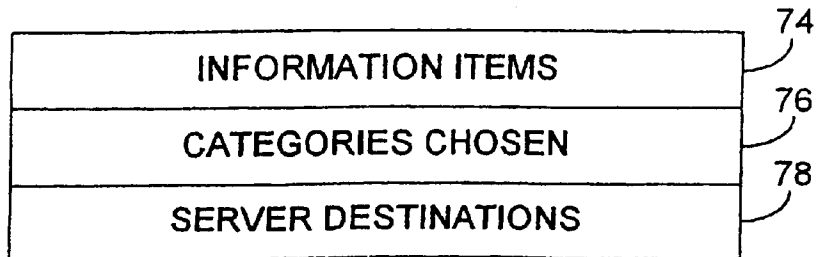 74
INFORMATION ITEMS
76
CATEGORIES CHOSEN
78
SERVER DESTINATIONS